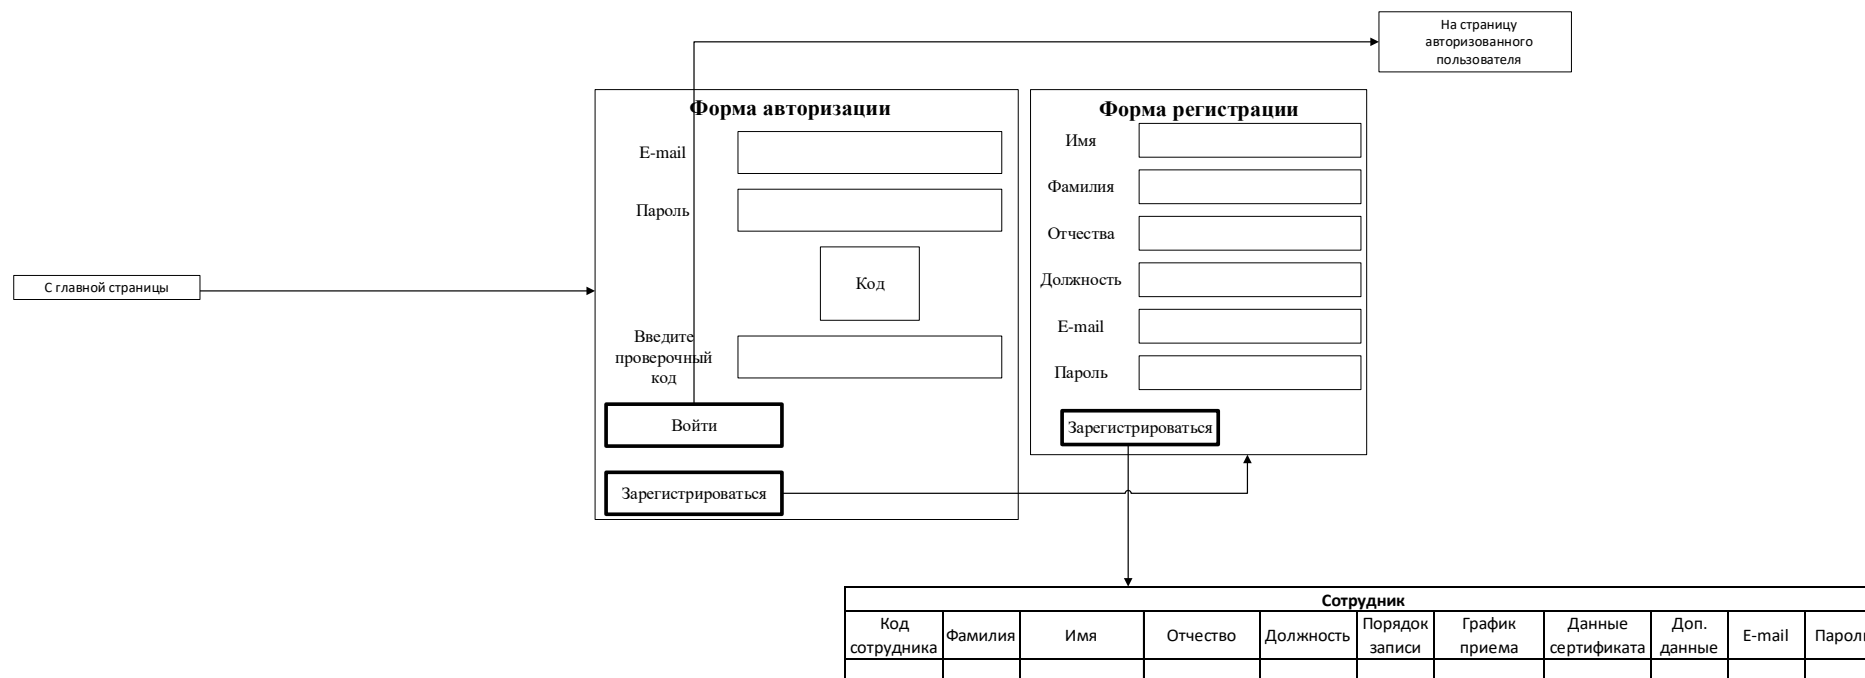 На страницу
авторизованного
пользователя
Форма авторизации
E-mail
Пароль
Код
Введите
проверочный
код
Войти
Зарегистрироваться
С главной страницы
Форма регистрации
Имя
Фамилия
Отчества
Должность
E-mail
Пароль
Зарегистрироваться
Сотрудник
Код
сотрудника
Фамилия
Имя
Отчество
Должность
Порядок
записи
График
приема
Данные
сертификата
Доп.
данные
E-mail
Пароль